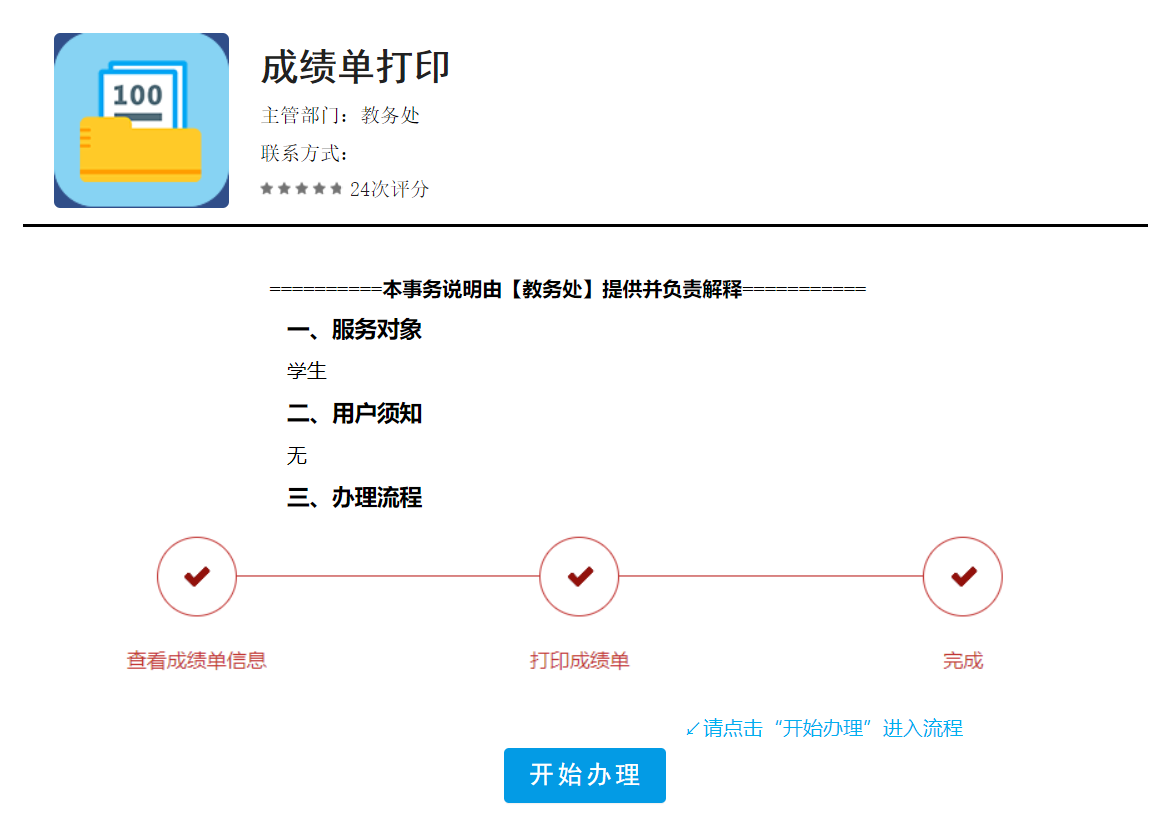 100
成绩单打印
主管部门：教务处
联系方式：
24次评分
==========本事务说明由【教务处】提供并负责解释===========
一、服务对象
学生
二、用户须知
无
三、办理流程
查看成绩单信息 打印成绩单 完成
↙请点击“开始办理”进入流程
开始办理